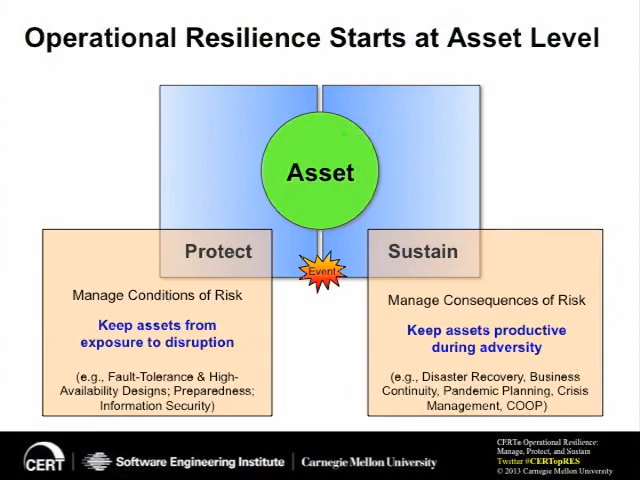 Operational Resilience Starts at Asset Level
Asset
Protect
Sustain
Event
Manage Conditions of Risk
Keep assets from
exposure to disruption
(e.g., Fault-Tolerance & High-
Availability Designs; Preparedness;
Information Security)
Manage Consequences of Risk
Keep assets productive
during adversity
(e.g., Disaster Recovery, Business
Continuity, Pandemic Planning, Crisis
Management, COOP)
CERT
Software Engineering Institute
Carnegie Mellon University
CERT® Operational Resilience:
Manage, Protect, and Sustain
Twitter #CERTopRES
© 2013 Carnegie Mellon University